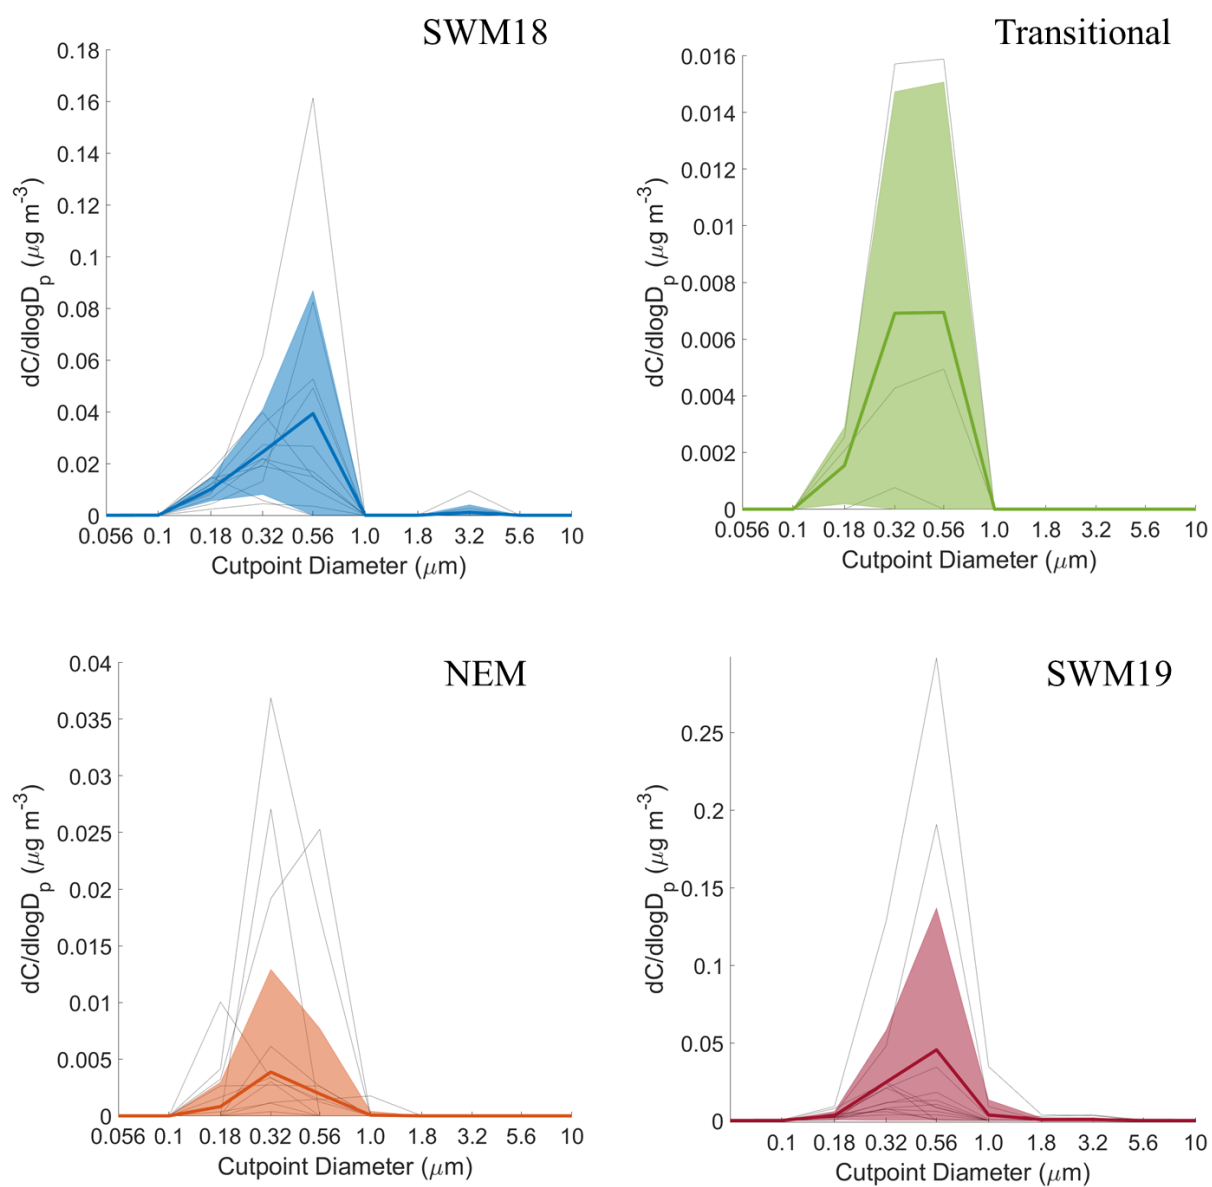 SWM18
0.18
0.16
0.14
0.12
0.1
0.08
0.06
0.04
0.02
0
dC/dlogDp (μg m-3)
0.056 0.1 0.18 0.32 0.56 1.0 1.8 3.2 5.6 10
Cutpoint Diameter (μm)
Transitional
0.016
0.014
0.012
0.01
0.008
0.006
0.004
0.002
0
dC/dlogDp (μg m-3)
0.056 0.1 0.18 0.32 0.56 1.0 1.8 3.2 5.6 10
Cutpoint Diameter (μm)
NEM
0.04
0.035
0.03
0.025
0.02
0.015
0.01
0.005
0
dC/dlogDp (μg m-3)
0.056 0.1 0.18 0.32 0.56 1.0 1.8 3.2 5.6 10
Cutpoint Diameter (μm)
SWM19
0.25
0.2
0.15
0.1
0.05
0
dC/dlogDp (μg m-3)
0.1 0.18 0.32 0.56 1.0 1.8 3.2 5.6 10
Cutpoint Diameter (μm)